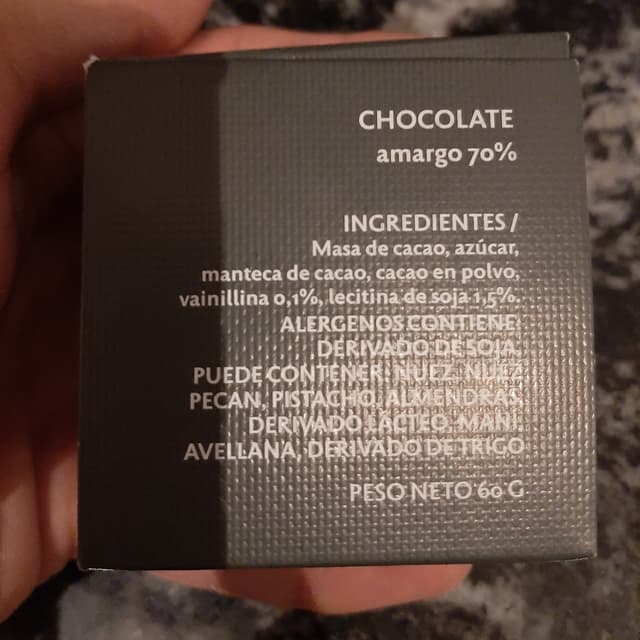 CHOCOLATE
amargo 70%
INGREDIENTES /
Masa de cacao, azúcar,
manteca de cacao, cacao en polvo,
vainillina 0,1%, lecitina de soja 1,5%.
ALERGENOS CONTIENE:
DERIVADO DE SOJA.
PUEDE CONTENER: NUEZ, NUEZ
PECAN, PISTACHO, ALMENDRAS,
DERIVADO LÁCTEO, MANÍ,
AVELLANA, DERIVADO DE TRIGO
PESO NETO 60 G